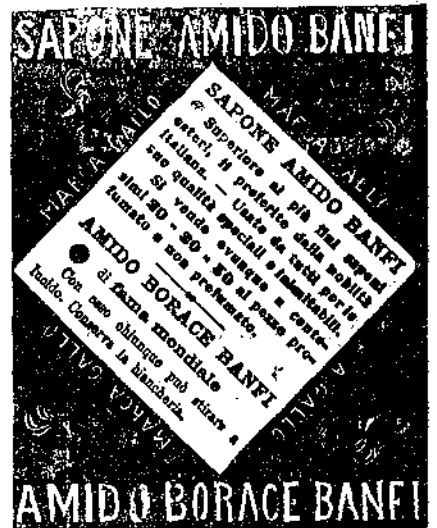 SAPONE AMIDO BANFI
MARCA GALLO
SAPONE AMIDO BANFI
Superiore ai più fini saponi
esteri, il preferito dalla nobilità
italiana. — Usato da tutti per le
sue qualità speciali e inimitabili.
Si vende ovunque a cente-
simi 20 - 30 - 50 al pezzo pro-
fumato e non profumato.
AMIDO BORACE BANFI
di fama mondiale
Con esso chiunque può stirare a
lucido. Conserva la biancheria.
MARCA GALLO
AMIDO BORACE BANFI